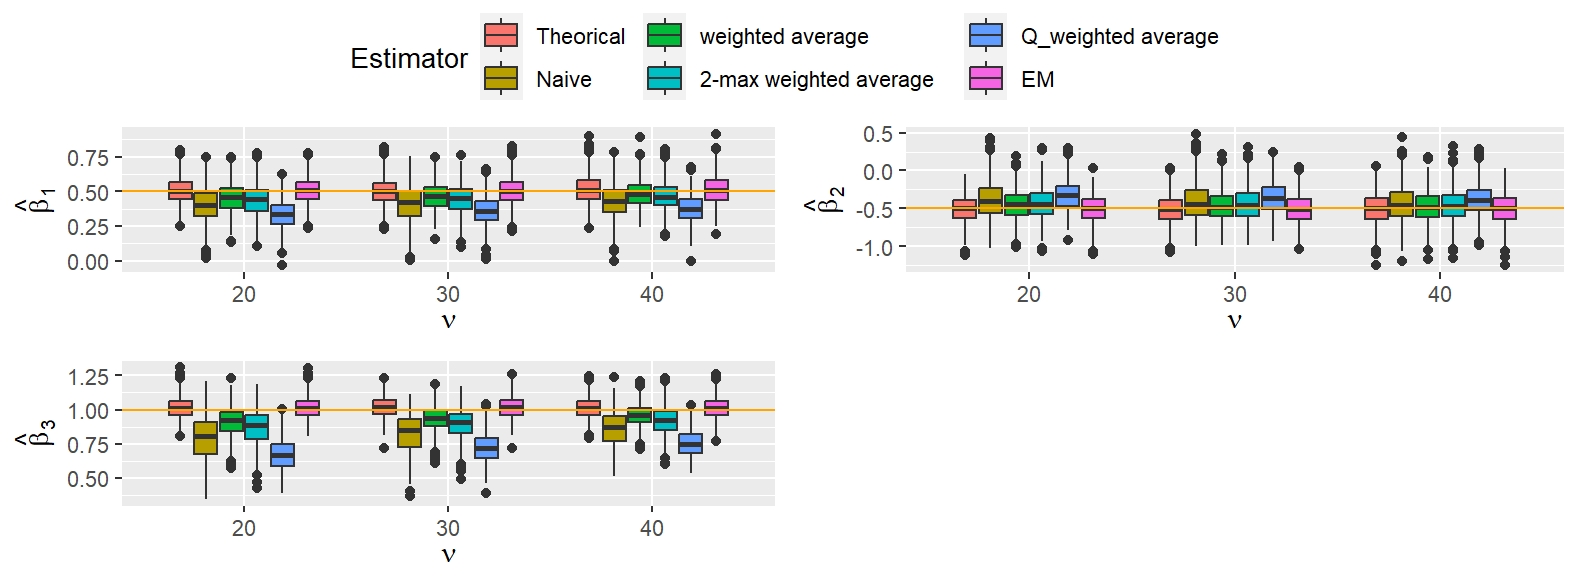 Estimator
Theorical
weighted average
Q_weighted average
Naive
2-max weighted average
EM
β̂1
0.75
0.50
0.25
0.00
20
30
40
ν
β̂2
0.5
0.0
-0.5
-1.0
20
30
40
ν
β̂3
1.25
1.00
0.75
0.50
20
30
40
ν